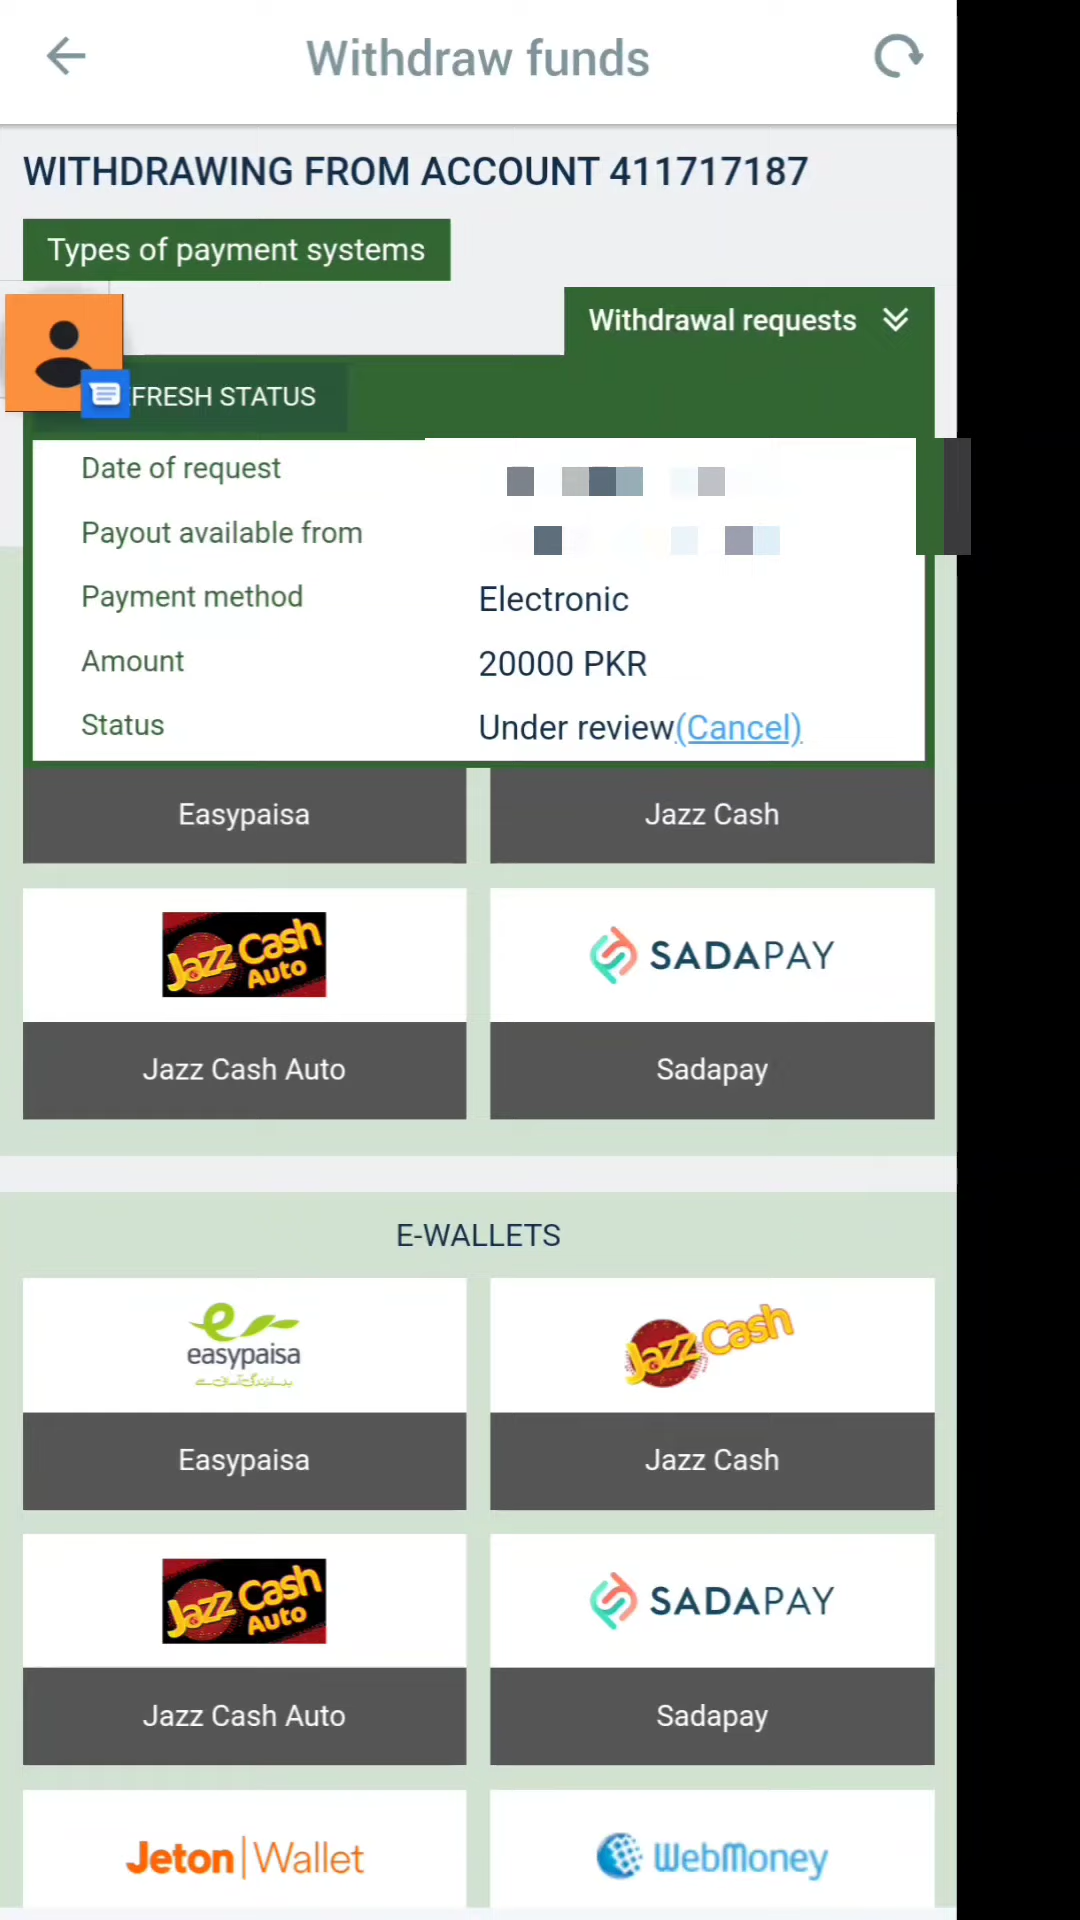 Withdraw funds
WITHDRAWING FROM ACCOUNT 411717187
Types of payment systems
Withdrawal requests
FRESH STATUS
Date of request
Payout available from
Payment method Electronic
Amount 20000 PKR
Status Under review(Cancel)
Easypaisa Jazz Cash
Jazz Cash Auto SADAPAY
Jazz Cash Auto Sadapay
E-WALLETS
easypaisa Jazz Cash
Easypaisa Jazz Cash
Jazz Cash Auto SADAPAY
Jazz Cash Auto Sadapay
Jeton|Wallet WebMoney